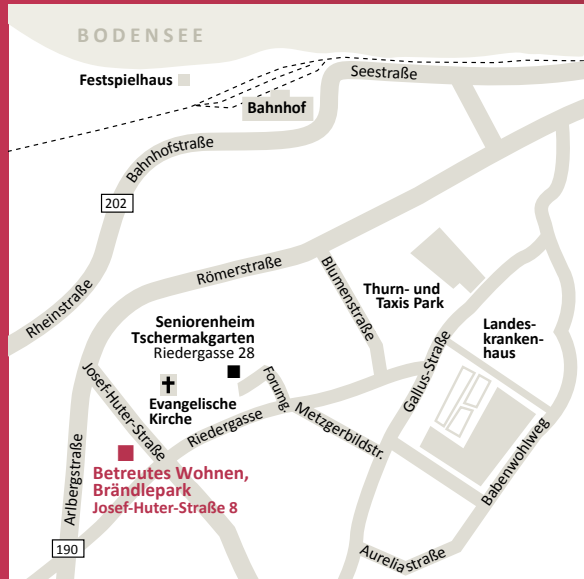 BODENSEE
Festspielhaus
Seestraße
Bahnhof
Bahnhofstraße
202
Rheinstraße
Römerstraße
Blumenstraße
Thurn- und
Taxis Park
Seniorenheim
Tschermakgarten
Riedergasse 28
Landes-
kranken-
haus
Gallus-Straße
Josef-Huter-Straße
Evangelische
Kirche
Forumg.
Riedergasse
Metzgerbildstr.
Babenwohlweg
Arlbergstraße
Betreutes Wohnen,
Brändlepark
Josef-Huter-Straße 8
190
Aureliastraße